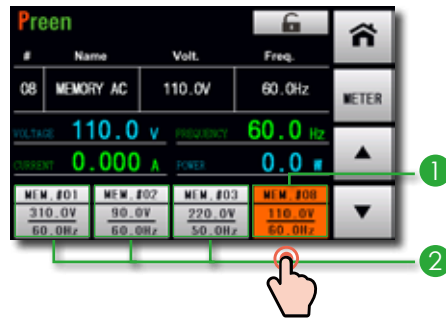 Preen
# Name Volt. Freq.
08 MEMORY AC 110.0V 60.0Hz
METER
VOLTAGE 110.0 V FREQUENCY 60.0 Hz
CURRENT 0.000 A POWER 0.0 W
1
MEM.#01 MEM.#02 MEM.#03 MEM.#08
310.0V 90.0V 220.0V 110.0V
60.0Hz 60.0Hz 50.0Hz 60.0Hz
2